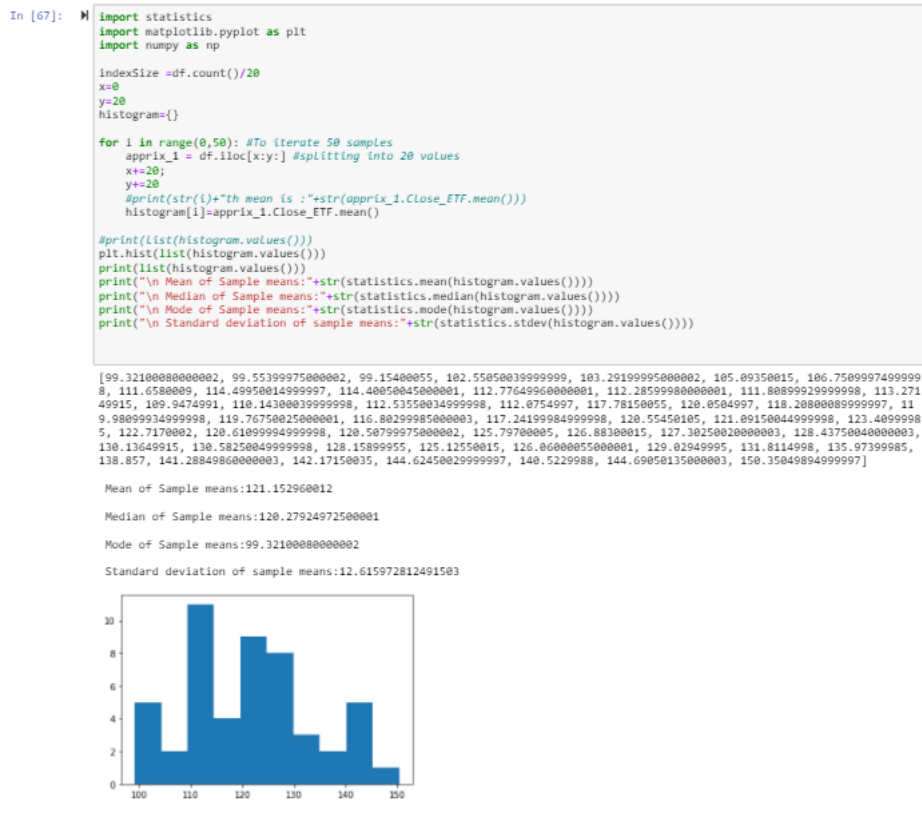 In [67]:
import statistics
import matplotlib.pyplot as plt
import numpy as np
indexSize =df.count()/20
x=0
y=20
histogram={}
for i in range(0,50): #To iterate 50 samples
apprix_1 = df.iloc[x:y:] #splitting into 20 values
x+=20;
y+=20
#print(str(i)+"th mean is :"+str(apprix_1.Close_ETF.mean()))
histogram[i]=apprix_1.Close_ETF.mean()
#print(list(histogram.values()))
plt.hist(list(histogram.values()))
print(list(histogram.values()))
print("\n Mean of Sample means:"+str(statistics.mean(histogram.values())))
print("\n Median of Sample means:"+str(statistics.median(histogram.values())))
print("\n Mode of Sample means:"+str(statistics.mode(histogram.values())))
print("\n Standard deviation of sample means:"+str(statistics.stdev(histogram.values())))
[99.32100080000002, 99.55399975000002, 99.15400055, 102.55050039999999, 103.29199995000002, 105.09350015, 106.7509997499999
8, 111.6580009, 114.49950014999997, 114.40050045000001, 112.77649960000001, 112.28599980000001, 111.80899929999998, 113.271
49915, 109.9474991, 110.14300039999998, 112.53550034999998, 112.0754997, 117.78150055, 120.0504997, 118.20800089999997, 11
9.98099934999998, 119.76750025000001, 116.80299985000003, 117.24199984999998, 120.55450105, 121.09150044999998, 123.4099998
5, 122.7170002, 120.61099994999998, 120.50799975000002, 125.79700005, 126.88300015, 127.30250020000003, 128.43750040000003,
130.13649915, 130.58250049999998, 128.15899955, 125.12550015, 126.06000055000001, 129.02949995, 131.8114998, 135.97399985,
138.857, 141.28849860000003, 142.17150035, 144.62450029999997, 140.5229988, 144.69050135000003, 150.35049894999997]
Mean of Sample means:121.152960012
Median of Sample means:120.27924972500001
Mode of Sample means:99.32100080000002
Standard deviation of sample means:12.615972812491503
10
8
6
4
2
0
100 110 120 130 140 150